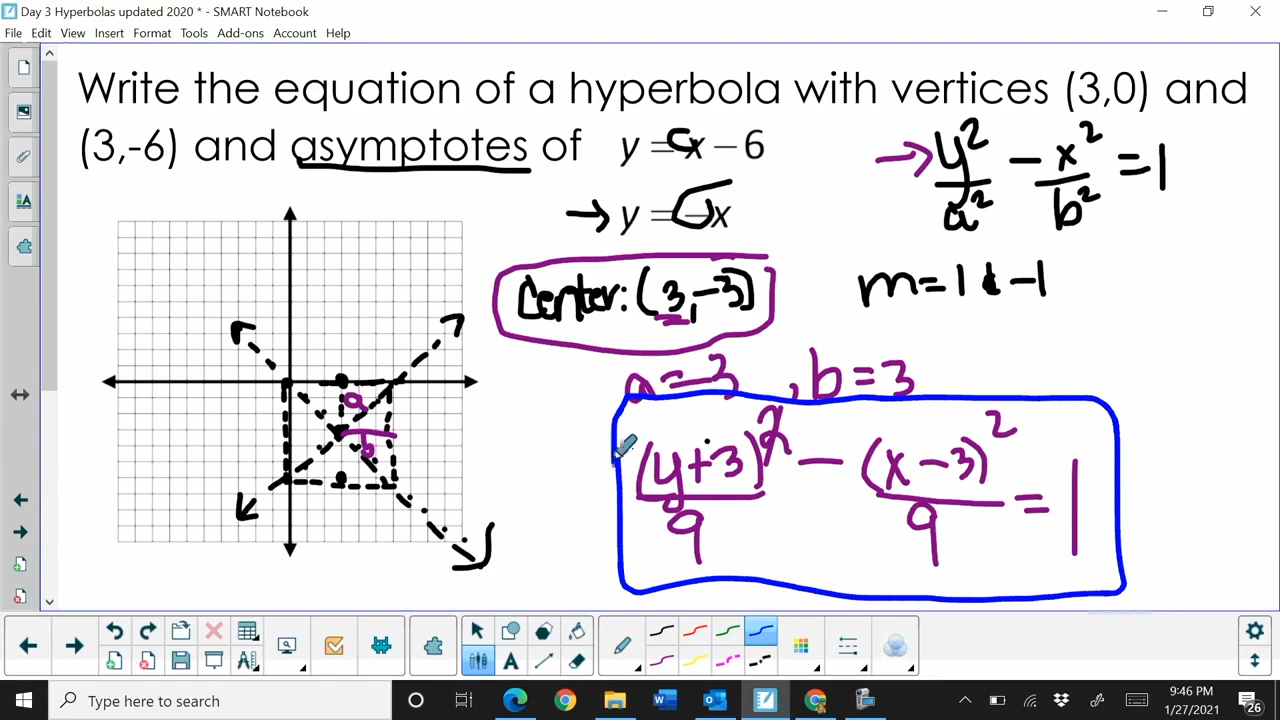 Day 3 Hyperbolas updated 2020 * - SMART Notebook
File Edit View Insert Format Tools Add-ons Account Help
Write the equation of a hyperbola with vertices (3,0) and
(3,-6) and asymptotes of y = x − 6
→ y = −x
→ y²/a² − x²/b² = 1
Center: (3, -3)
m = 1 & -1
a = 3, b = 3
a
b
(y+3)²/9 − (x−3)²/9 = 1
Type here to search
9:46 PM
1/27/2021
26